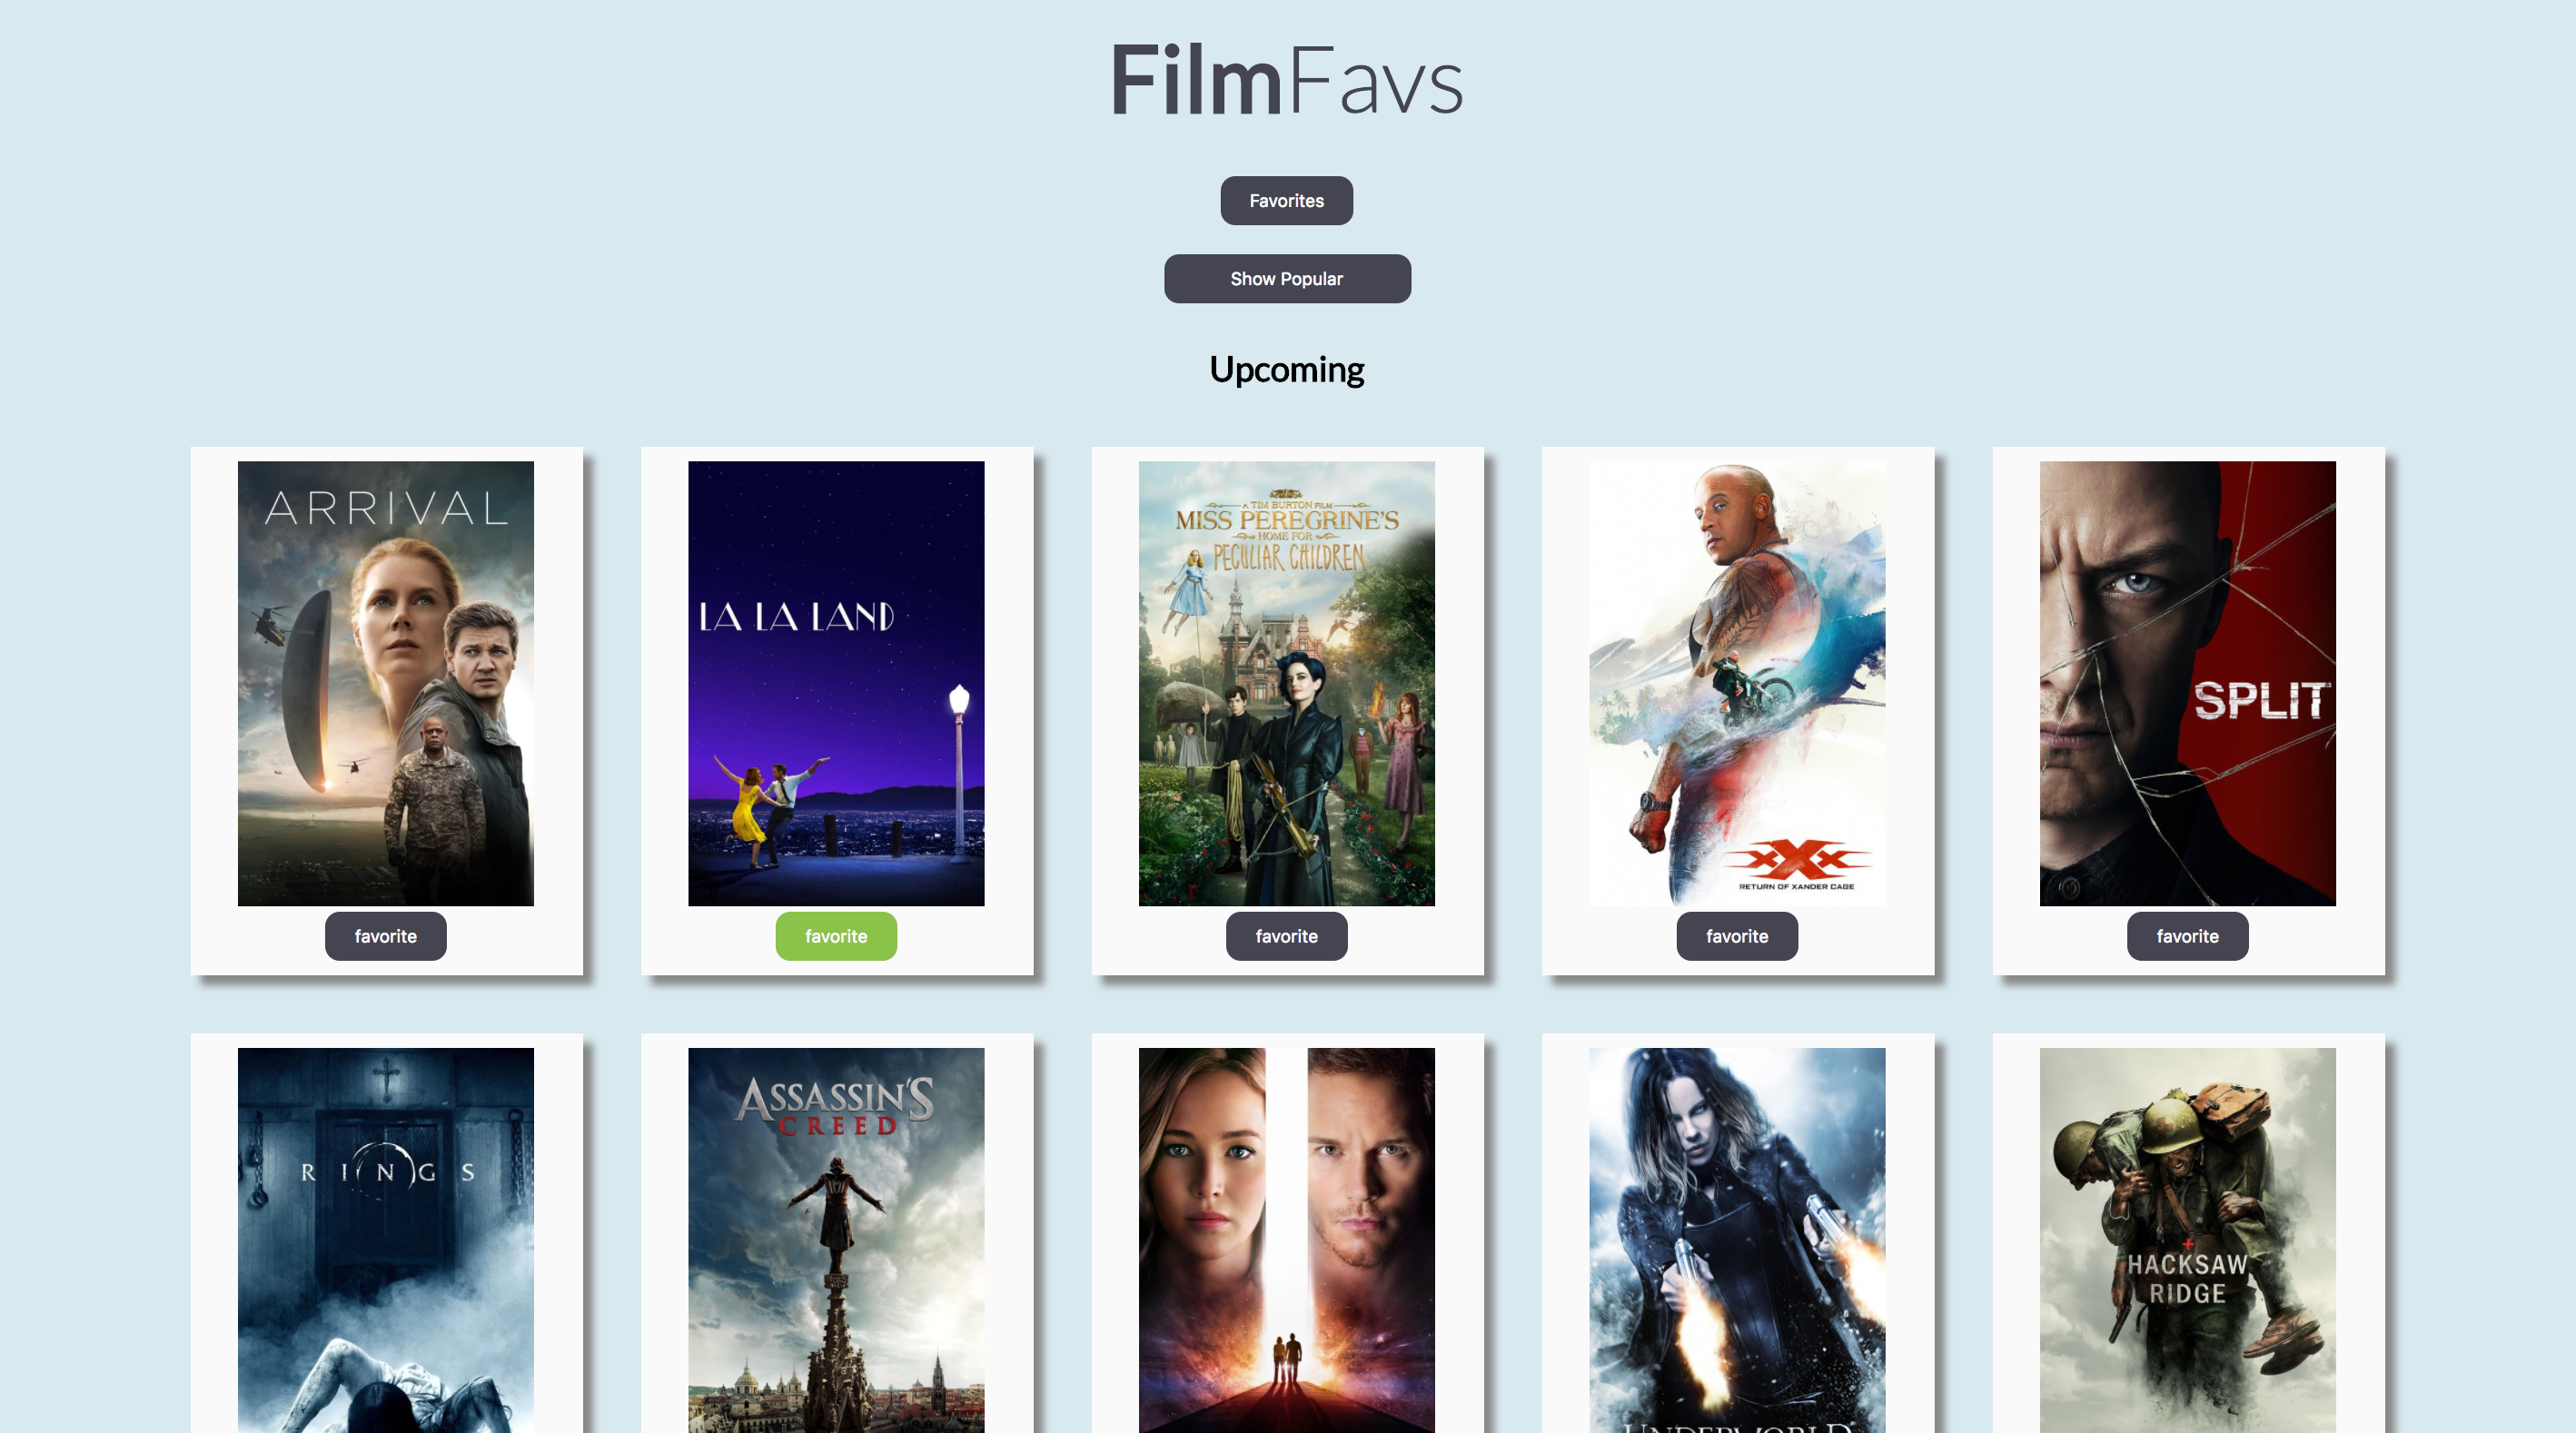 FilmFavs
Favorites
Show Popular
Upcoming
ARRIVAL
LA LA LAND
A TIM BURTON FILM
MISS PEREGRINE'S
HOME FOR
PECULIAR CHILDREN
xXx
RETURN OF XANDER CAGE
SPLIT
favorite
favorite
favorite
favorite
favorite
RINGS
ASSASSIN'S
CREED
UNDERWORLD
HACKSAW
RIDGE